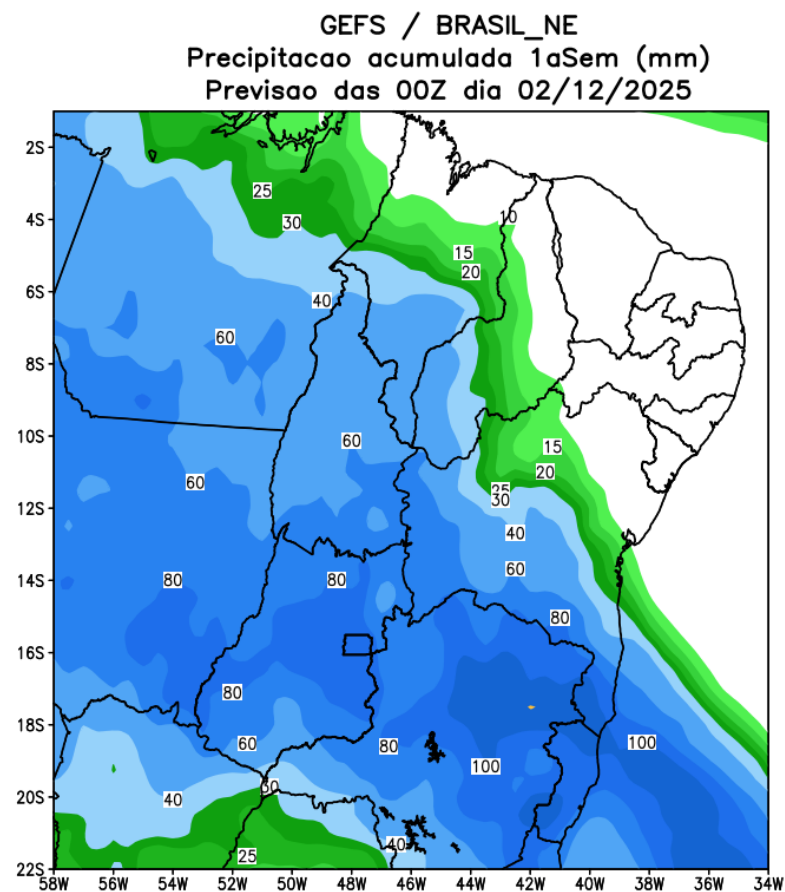 GEFS / BRASIL_NE
Precipitacao acumulada 1aSem (mm)
Previsao das 00Z dia 02/12/2025
2S
25
10
4S
30
15
20
6S
40
60
8S
10S
60
15
20
60
25
30
12S
40
60
14S
80
80
80
16S
80
18S
60
80
100
100
30
20S
40
40
25
22S
58W 56W 54W 52W 50W 48W 46W 44W 42W 40W 38W 36W 34W